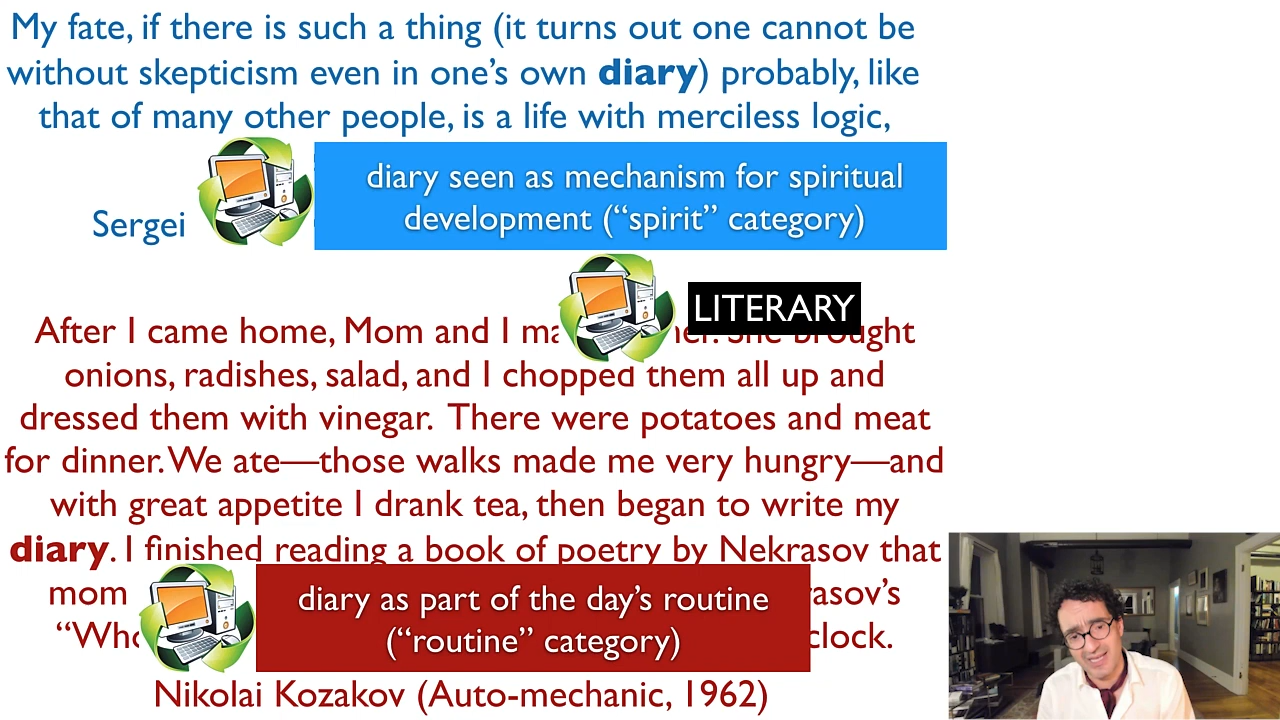 My fate, if there is such a thing (it turns out one cannot be
without skepticism even in one's own diary) probably, like
that of many other people, is a life with merciless logic,
diary seen as mechanism for spiritual
development (“spirit” category)
Sergei
LITERARY
After I came home, Mom and I brought
onions, radishes, salad, and I chopped them all up and
dressed them with vinegar. There were potatoes and meat
for dinner. We ate—those walks made me very hungry—and
with great appetite I drank tea, then began to write my
diary. I finished reading a book of poetry by Nekrasov that
mom
diary as part of the day's routine
(“routine” category)
Nikolai Kozakov (Auto-mechanic, 1962)